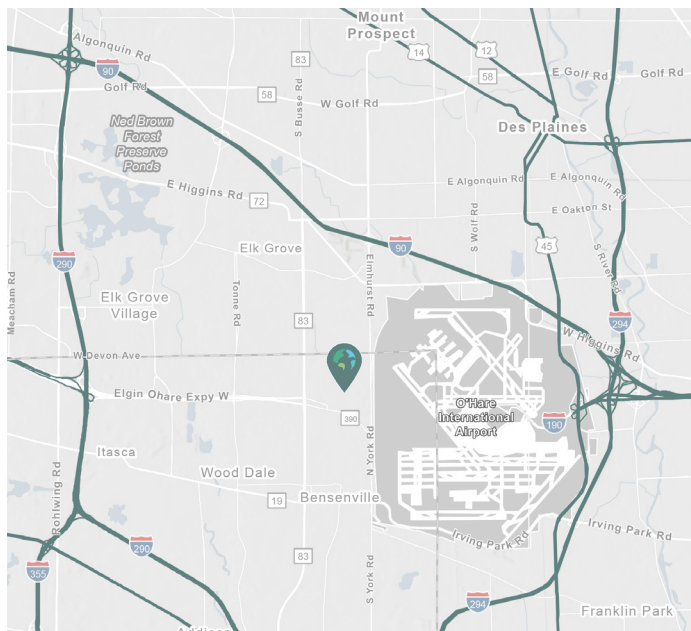 Mount
Prospect
Algonquin Rd
14
12
83
90
58
E Golf Rd
Golf Rd
Golf Rd
58
W Golf Rd
S Busse Rd
Ned Brown
Forest
Preserve
Ponds
Des Plaines
E Higgins Rd
72
E Algonquin Rd
E Algonquin Rd
E Oakton St
S Wolf Rd
Elk Grove
90
45
S River Rd
290
Elmhurst Rd
Meacham Rd
Elk Grove
Village
Tonne Rd
83
294
W Higgins Rd
W Devon Ave
Elgin Ohare Expy W
390
O'Hare
International
Airport
190
Itasca
N York Rd
Wood Dale
Rohlwing Rd
19
Bensenville
Irving Park Rd
Irving Park Rd
290
83
355
S York Rd
294
Franklin Park